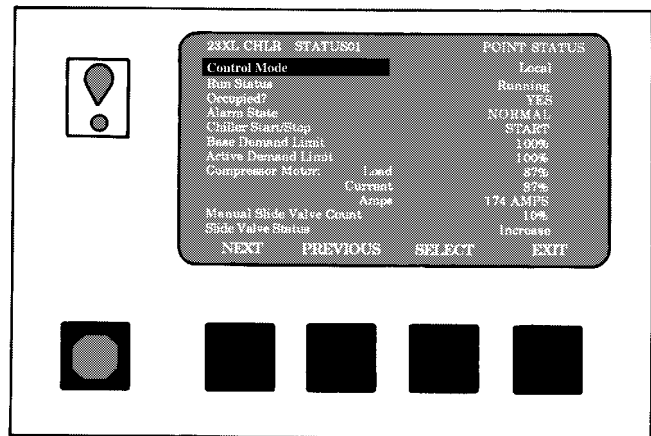 23XL CHLR STATUS01 POINT STATUS
Control Mode Local
Run Status Running
Occupied? YES
Alarm State NORMAL
Chiller Start/Stop START
Base Demand Limit 100%
Active Demand Limit 100%
Compressor Motor: Load 87%
Current 87%
Amps 174 AMPS
Manual Slide Valve Count 10%
Slide Valve Status Increase
NEXT PREVIOUS SELECT EXIT